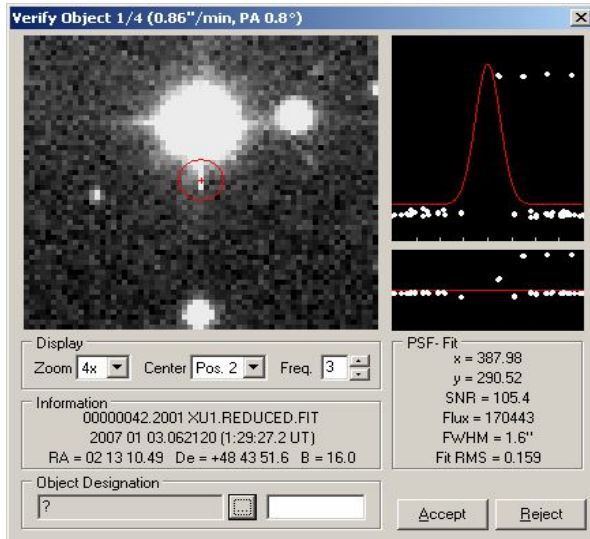 Verify Object 1/4 (0.86"/min, PA 0.8°)
Display
Zoom 4x Center Pos. 2 Freq. 3
Information
00000042.2001 XU1.REDUCED.FIT
2007 01 03.062120 (1:29:27.2 UT)
RA = 02 13 10.49 De = +48 43 51.6 B = 16.0
Object Designation
?
...
PSF- Fit
x = 387.98
y = 290.52
SNR = 105.4
Flux = 170443
FWHM = 1.6"
Fit RMS = 0.159
Accept Reject